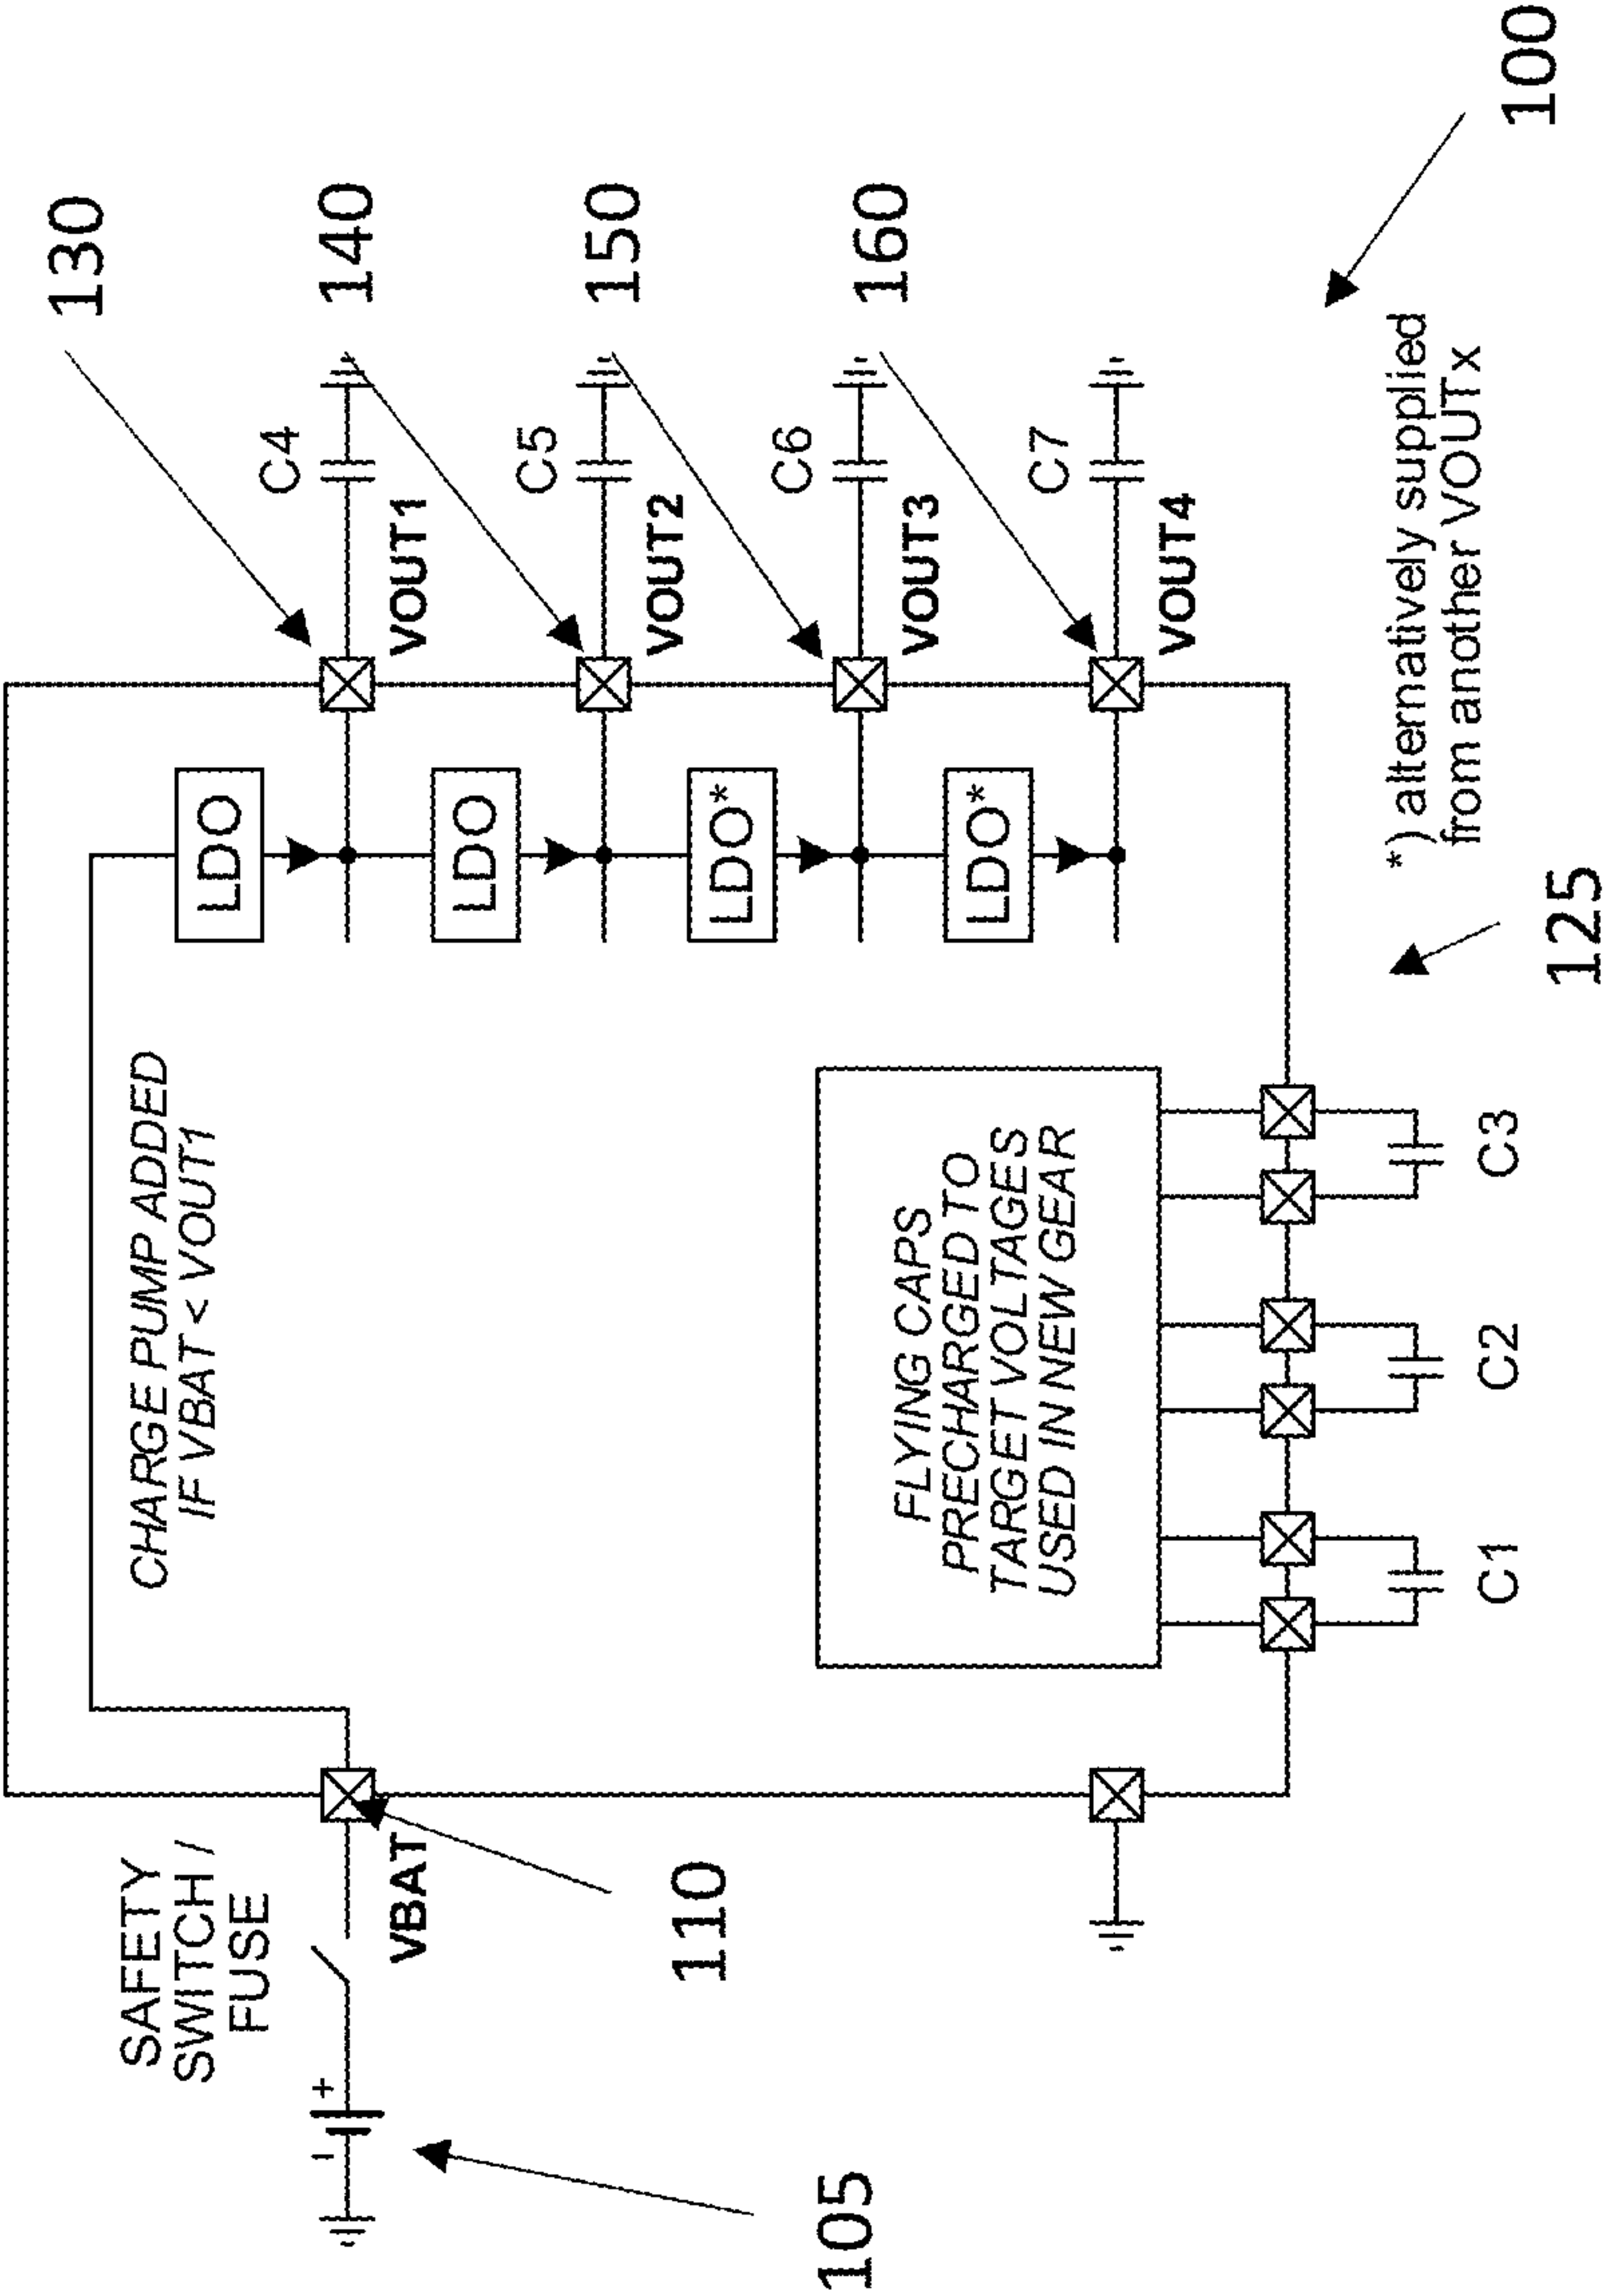 SAFETY
SWITCH /
FUSE
− +
VBAT
105
110
CHARGE PUMP ADDED
IF VBAT < VOUT1
FLYING CAPS
PRECHARGED TO
TARGET VOLTAGES
USED IN NEW GEAR
C1
C2
C3
LDO
LDO
LDO*
LDO*
VOUT1
VOUT2
VOUT3
VOUT4
C4
C5
C6
C7
130
140
150
160
125
*) alternatively supplied
from another VOUTx
100